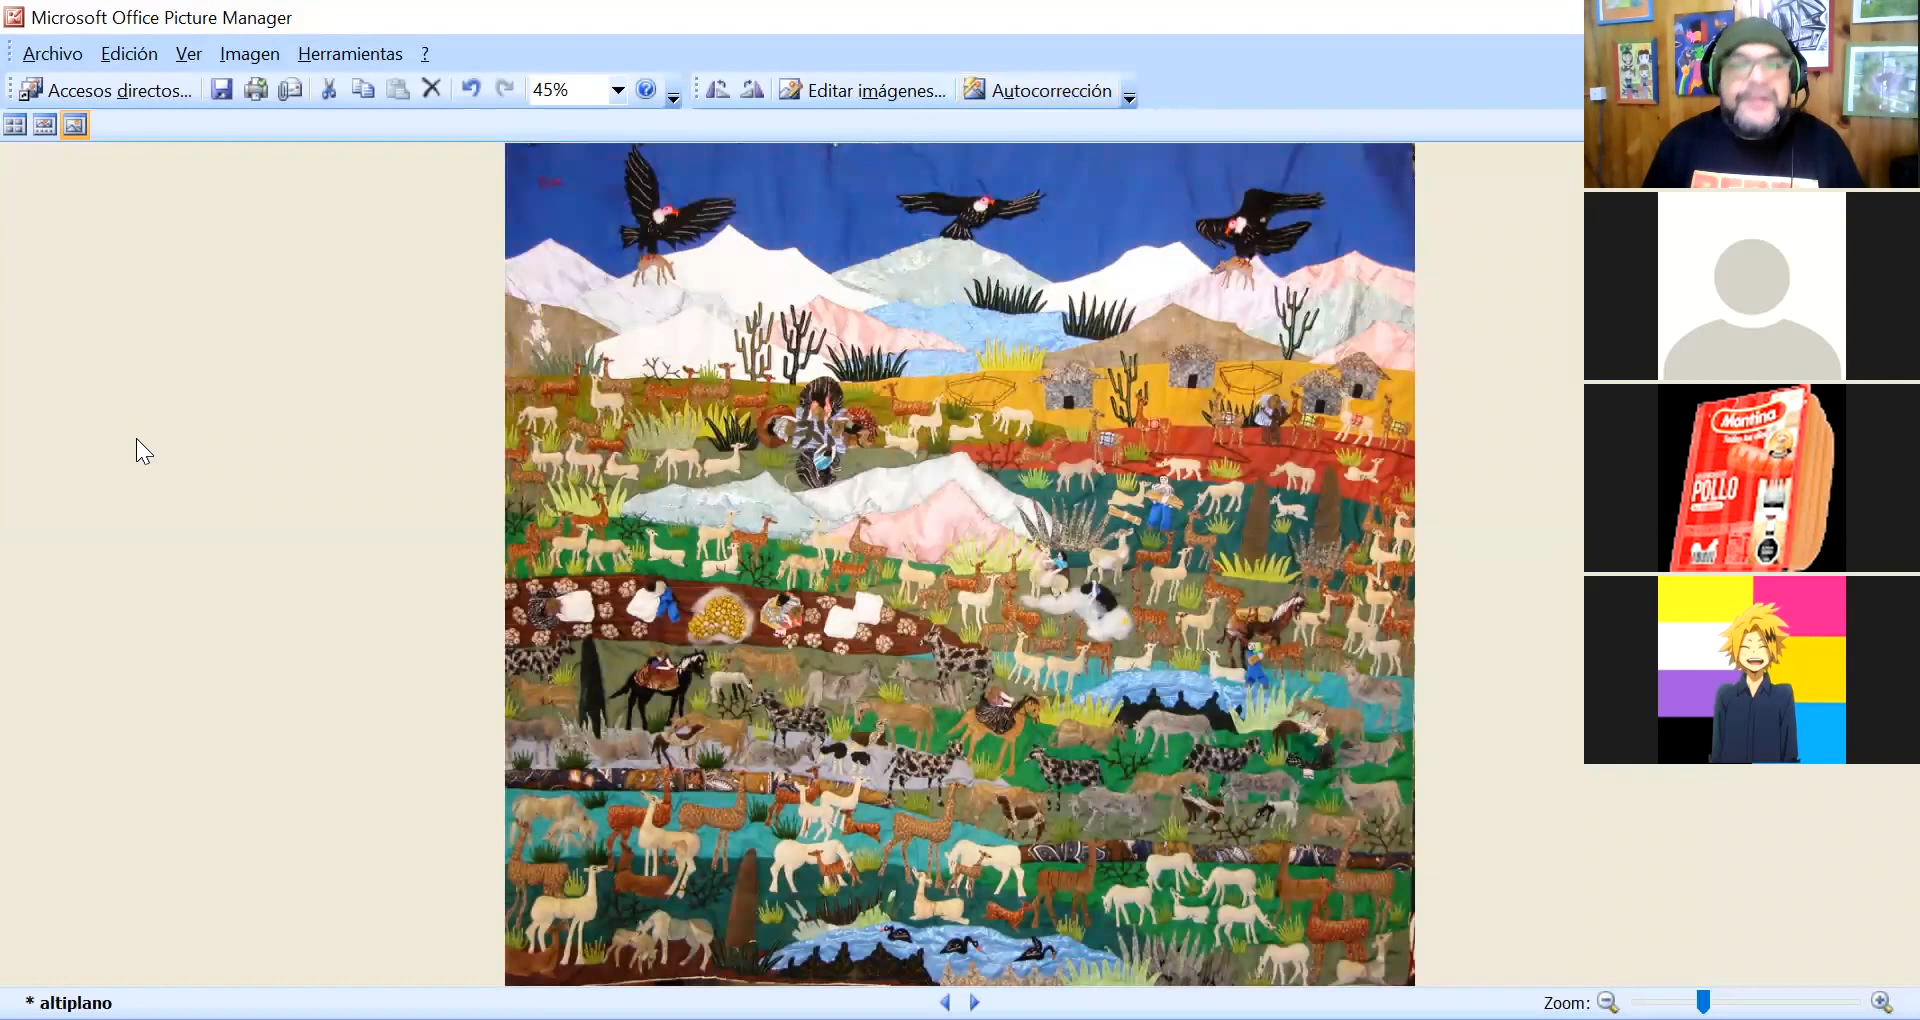 Microsoft Office Picture Manager
Archivo Edición Ver Imagen Herramientas ?
Accesos directos... 45% Editar imágenes... Autocorrección
Montina
POLLO
* altiplano
Zoom: